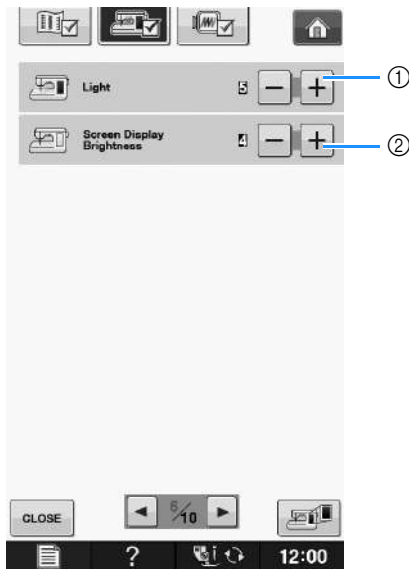 Light 5 − + ①
Screen Display
Brightness 4 − + ②
CLOSE 6/10
? 12:00